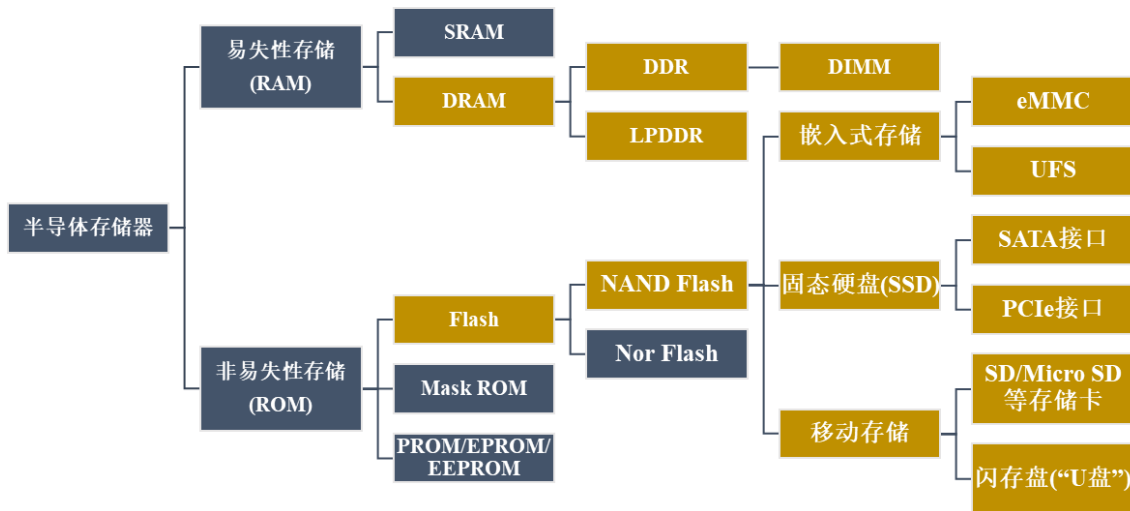 半导体存储器
易失性存储
(RAM)
SRAM
DRAM
DDR
DIMM
LPDDR
非易失性存储
(ROM)
Flash
NAND Flash
嵌入式存储
eMMC
UFS
固态硬盘(SSD)
SATA接口
PCIe接口
移动存储
SD/Micro SD
等存储卡
闪存盘(“U盘”)
Nor Flash
Mask ROM
PROM/EPROM/
EEPROM